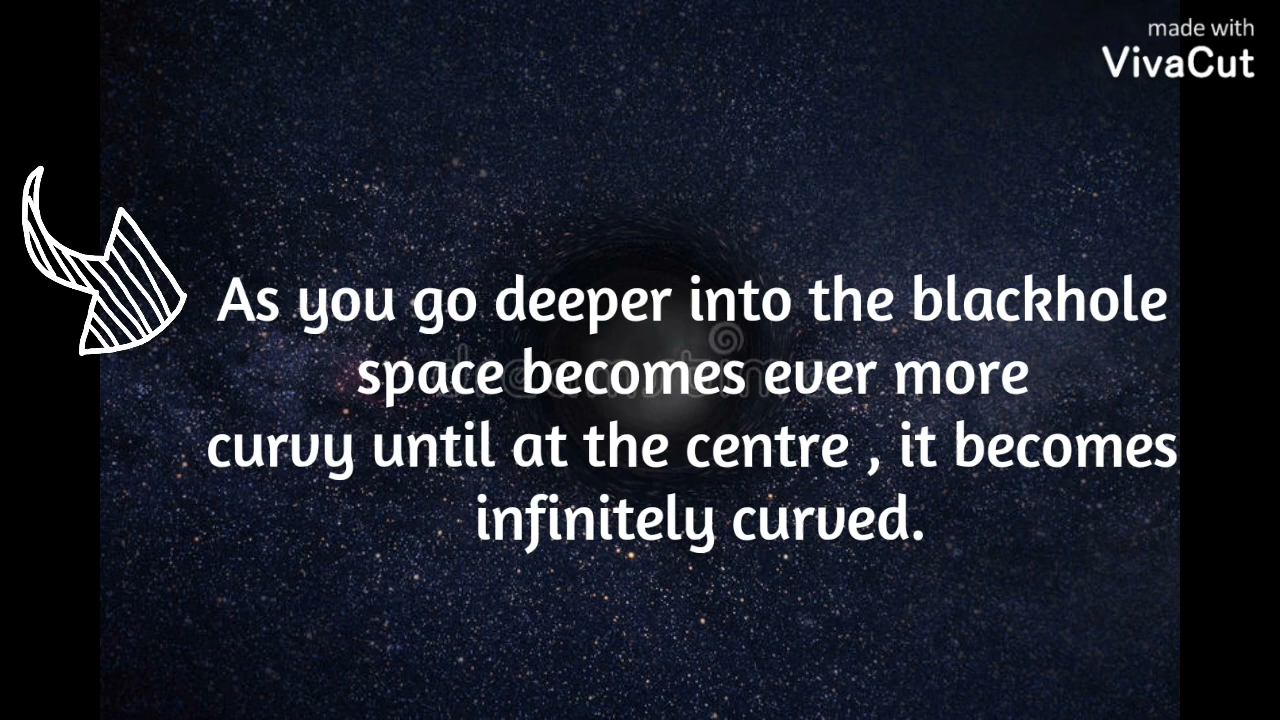 made with
VivaCut
As you go deeper into the blackhole
space becomes ever more
curvy until at the centre , it becomes
infinitely curved.